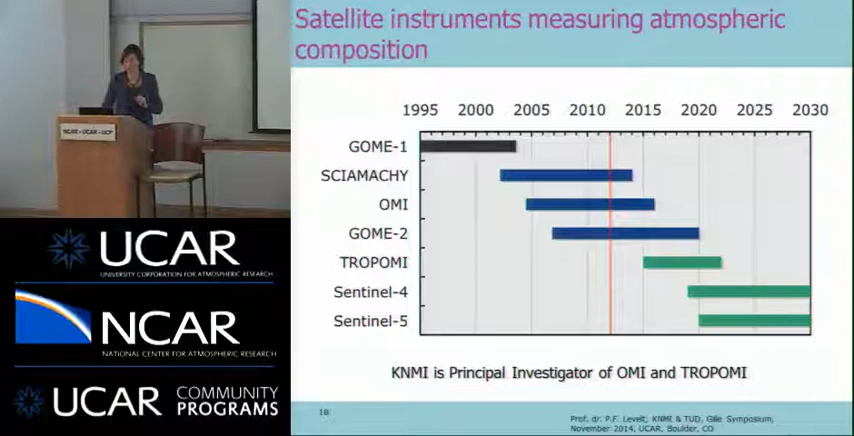 Satellite instruments measuring atmospheric
composition
1995 2000 2005 2010 2015 2020 2025 2030
GOME-1
SCIAMACHY
OMI
GOME-2
TROPOMI
Sentinel-4
Sentinel-5
KNMI is Principal Investigator of OMI and TROPOMI
18
Prof. dr. P.F. Levelt; KNMI & TUD, Gille Symposium,
November 2014, UCAR, Boulder, CO
NCAR • UCAR • UCP
UCAR
UNIVERSITY CORPORATION FOR ATMOSPHERIC RESEARCH
NCAR
NATIONAL CENTER FOR ATMOSPHERIC RESEARCH
UCAR COMMUNITY
PROGRAMS